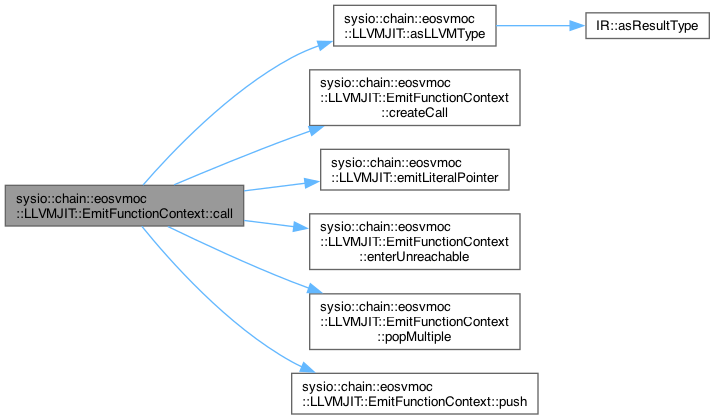 sysio::chain::eosvmoc
::LLVMJIT::EmitFunctionContext::call
sysio::chain::eosvmoc
::LLVMJIT::asLLVMType
IR::asResultType
sysio::chain::eosvmoc
::LLVMJIT::EmitFunctionContext
::createCall
sysio::chain::eosvmoc
::LLVMJIT::emitLiteralPointer
sysio::chain::eosvmoc
::LLVMJIT::EmitFunctionContext
::enterUnreachable
sysio::chain::eosvmoc
::LLVMJIT::EmitFunctionContext
::popMultiple
sysio::chain::eosvmoc
::LLVMJIT::EmitFunctionContext::push